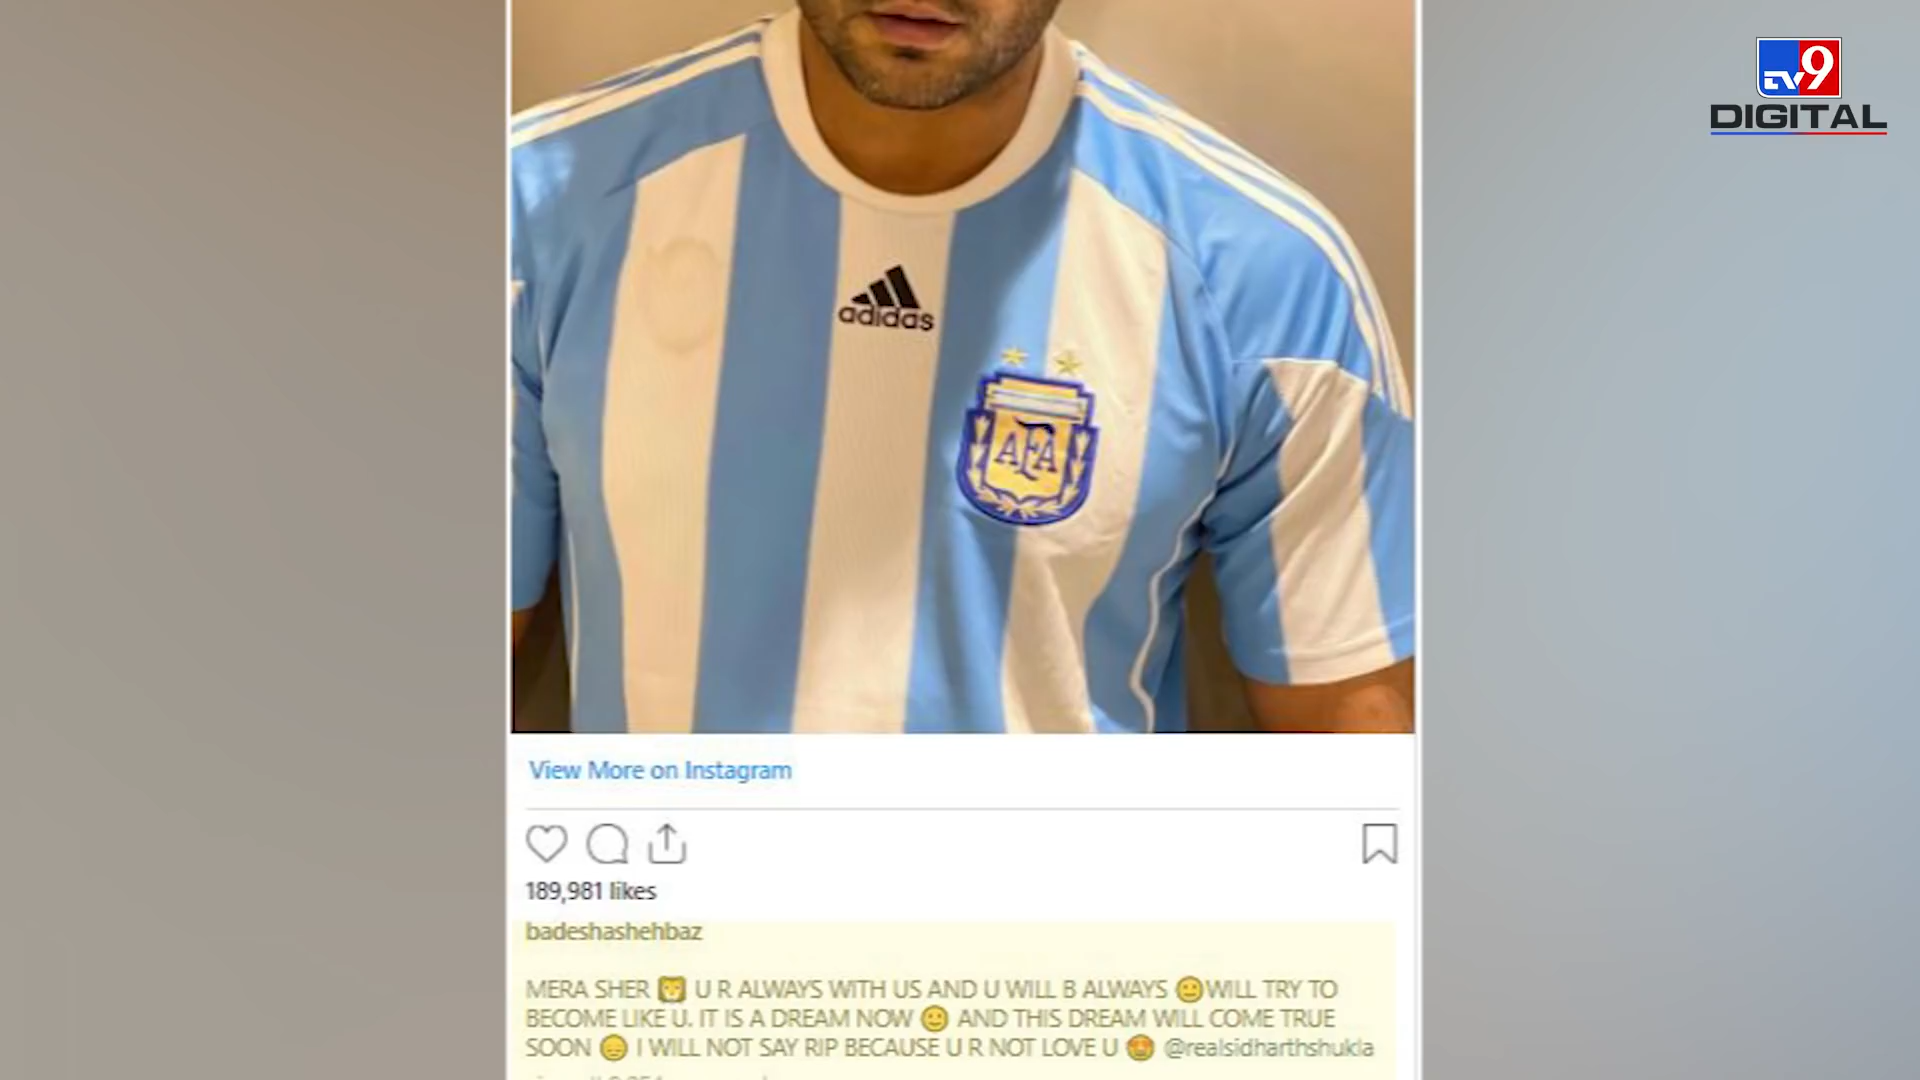 tv9
DIGITAL
adidas
AFA
View More on Instagram
189,981 likes
badeshashehbaz
MERA SHER 🦁 U R ALWAYS WITH US AND U WILL B ALWAYS 🙂WILL TRY TO
BECOME LIKE U. IT IS A DREAM NOW 🙂 AND THIS DREAM WILL COME TRUE
SOON 😑 I WILL NOT SAY RIP BECAUSE U R NOT LOVE U 😍 @realsidharthshukla